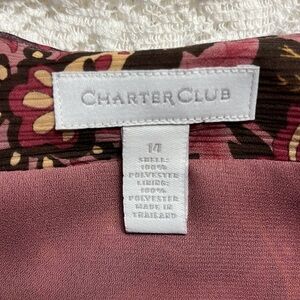 CHARTER CLUB
14
SHELL:
100%
POLYESTER
LINING:
100%
POLYESTER
MADE IN
THAILAND